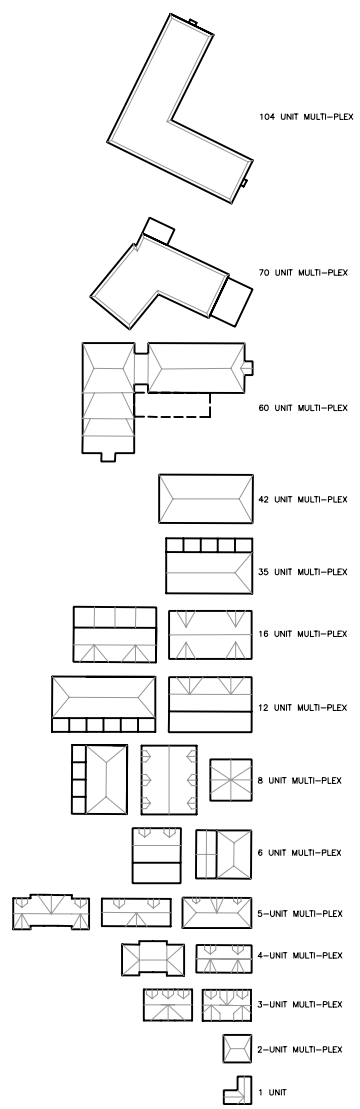 104 UNIT MULTI-PLEX
70 UNIT MULTI-PLEX
60 UNIT MULTI-PLEX
42 UNIT MULTI-PLEX
35 UNIT MULTI-PLEX
16 UNIT MULTI-PLEX
12 UNIT MULTI-PLEX
8 UNIT MULTI-PLEX
6 UNIT MULTI-PLEX
5-UNIT MULTI-PLEX
4-UNIT MULTI-PLEX
3-UNIT MULTI-PLEX
2-UNIT MULTI-PLEX
1 UNIT